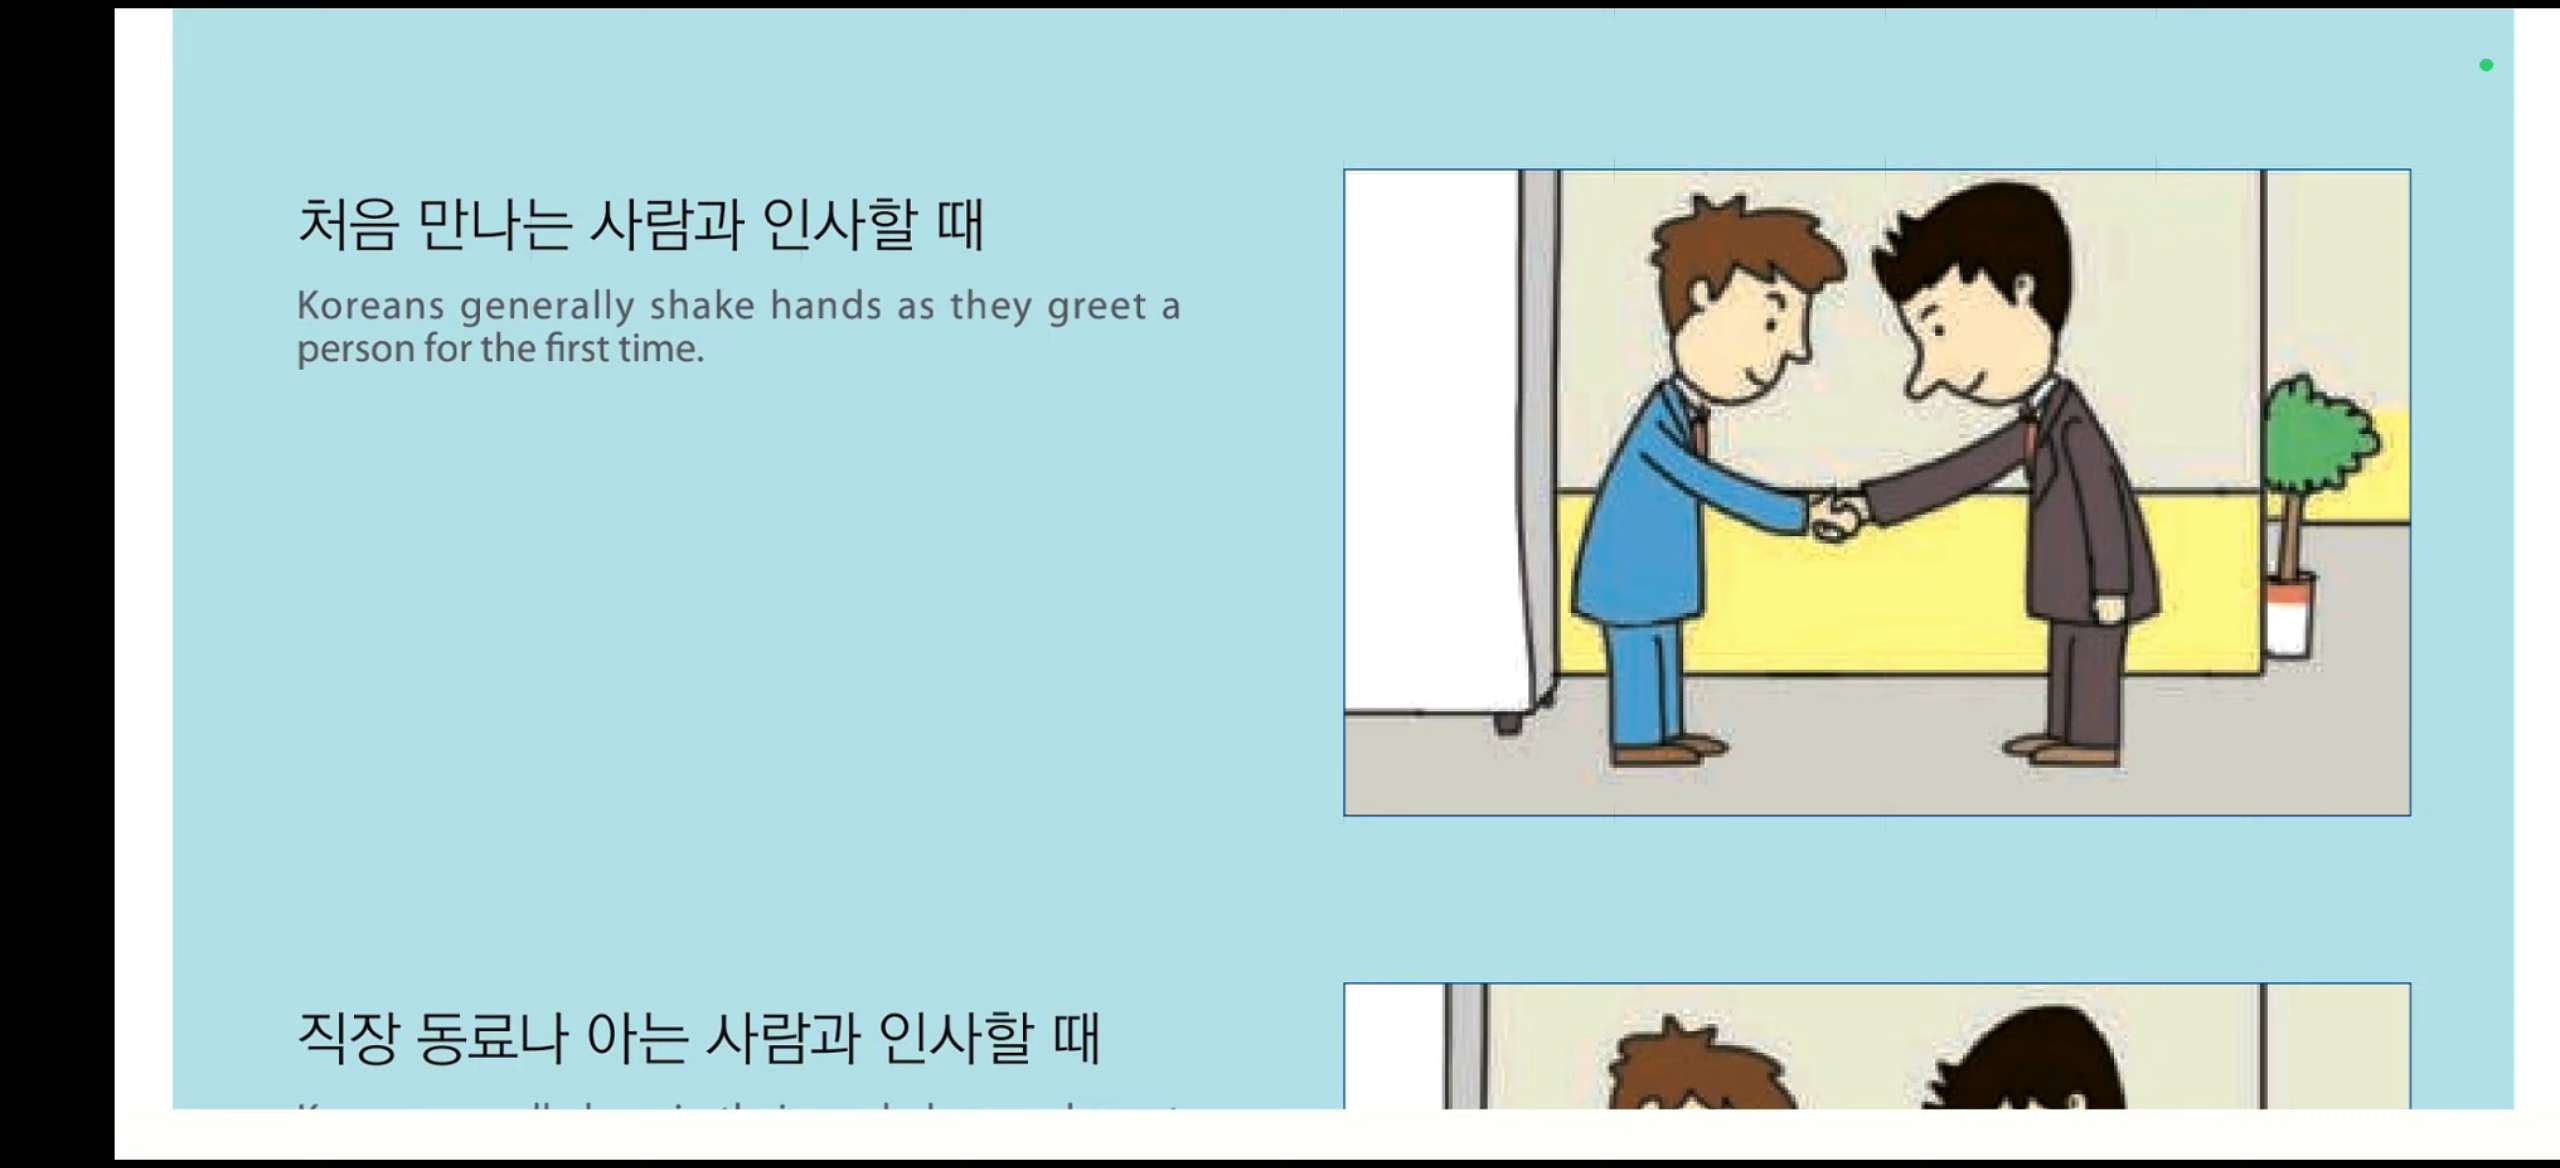 처음 만나는 사람과 인사할 때
Koreans generally shake hands as they greet a
person for the first time.
직장 동료나 아는 사람과 인사할 때